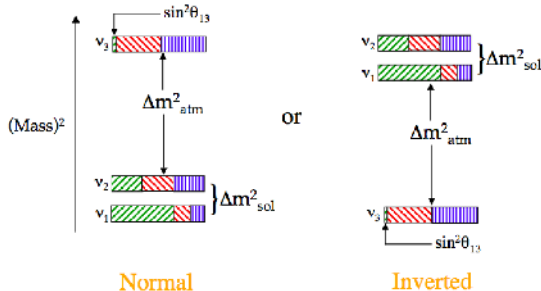 sin²θ₁₃
ν₃
Δm²atm
(Mass)²
ν₂
ν₁
Δm²sol
Normal
or
ν₂
ν₁
Δm²sol
Δm²atm
ν₃
sin²θ₁₃
Inverted